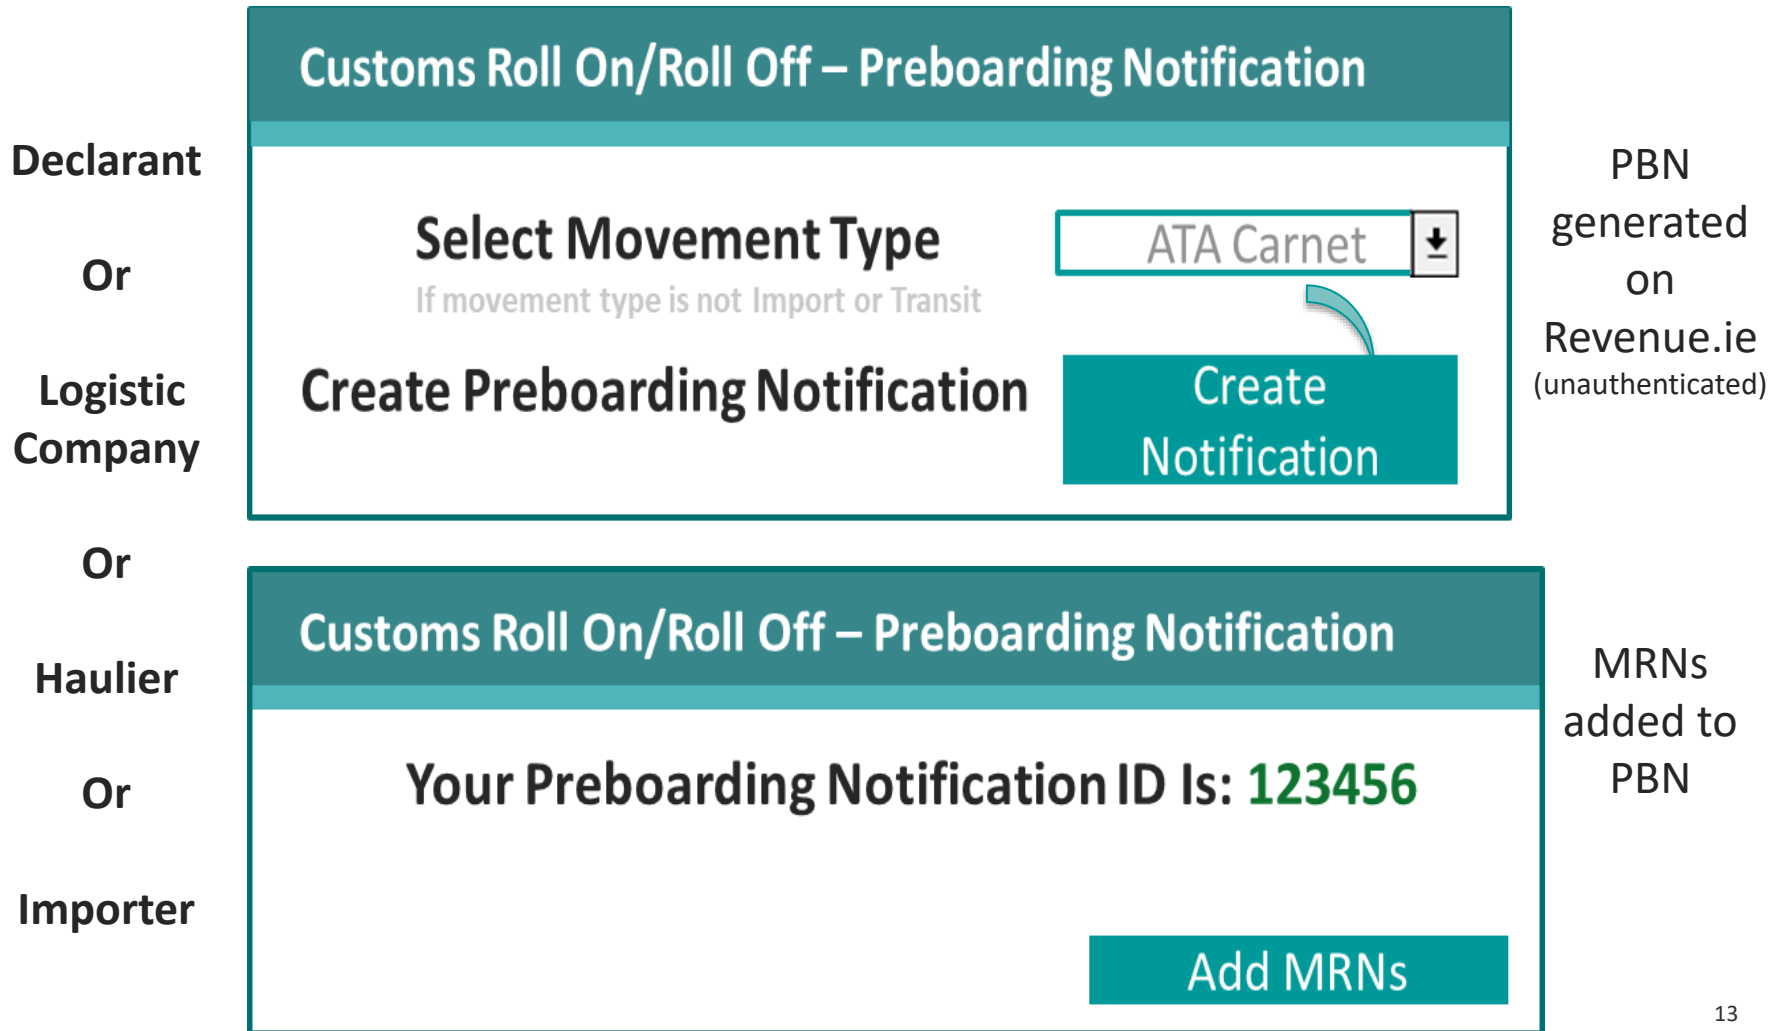 Declarant
Or
Logistic
Company
Or
Haulier
Or
Importer
Customs Roll On/Roll Off – Preboarding Notification
Select Movement Type
ATA Carnet
If movement type is not Import or Transit
Create Preboarding Notification
Create
Notification
PBN
generated
on
Revenue.ie
(unauthenticated)
Customs Roll On/Roll Off – Preboarding Notification
Your Preboarding Notification ID Is: 123456
Add MRNs
MRNs
added to
PBN
13